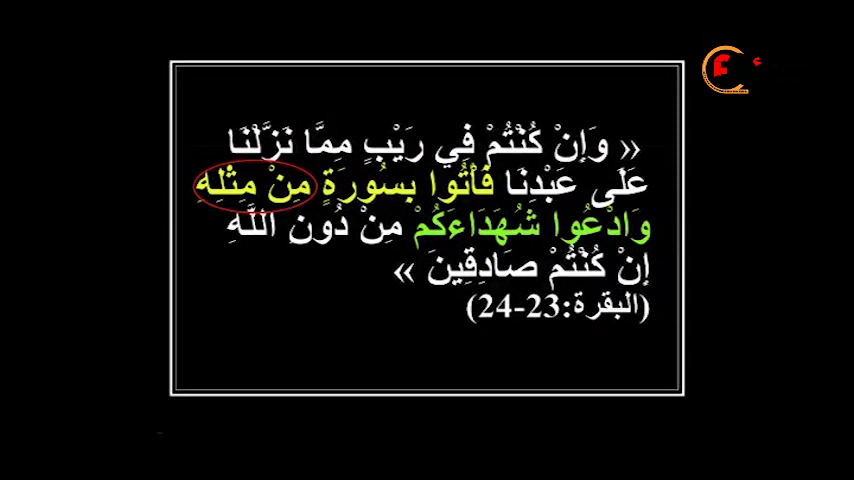 « وَإِنْ كُنْتُمْ فِي رَيْبٍ مِمَّا نَزَّلْنَا
عَلَى عَبْدِنَا فَأْتُوا بِسُورَةٍ مِنْ مِثْلِهِ
وَادْعُوا شُهَدَاءَكُمْ مِنْ دُونِ اللَّهِ
إِنْ كُنْتُمْ صَادِقِينَ »
(البقرة:23-24)